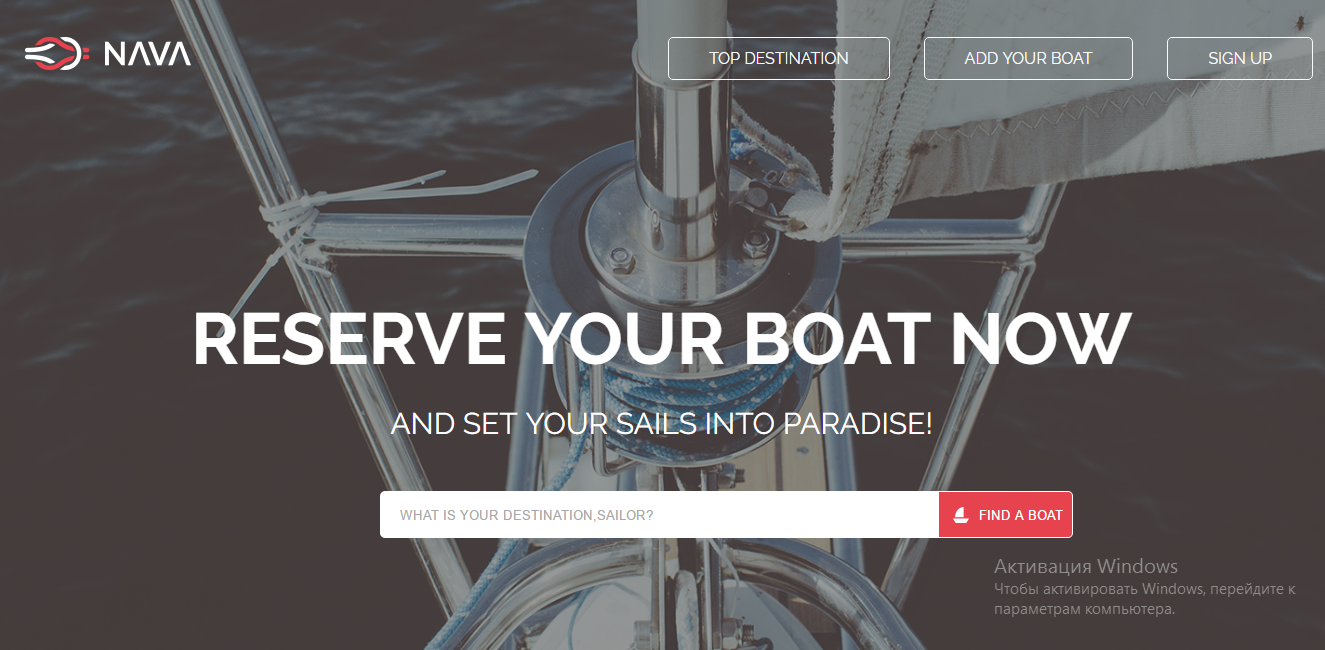 NAVA
TOP DESTINATION
ADD YOUR BOAT
SIGN UP
RESERVE YOUR BOAT NOW
AND SET YOUR SAILS INTO PARADISE!
WHAT IS YOUR DESTINATION,SAILOR?
FIND A BOAT
Активация Windows
Чтобы активировать Windows, перейдите к
параметрам компьютера.